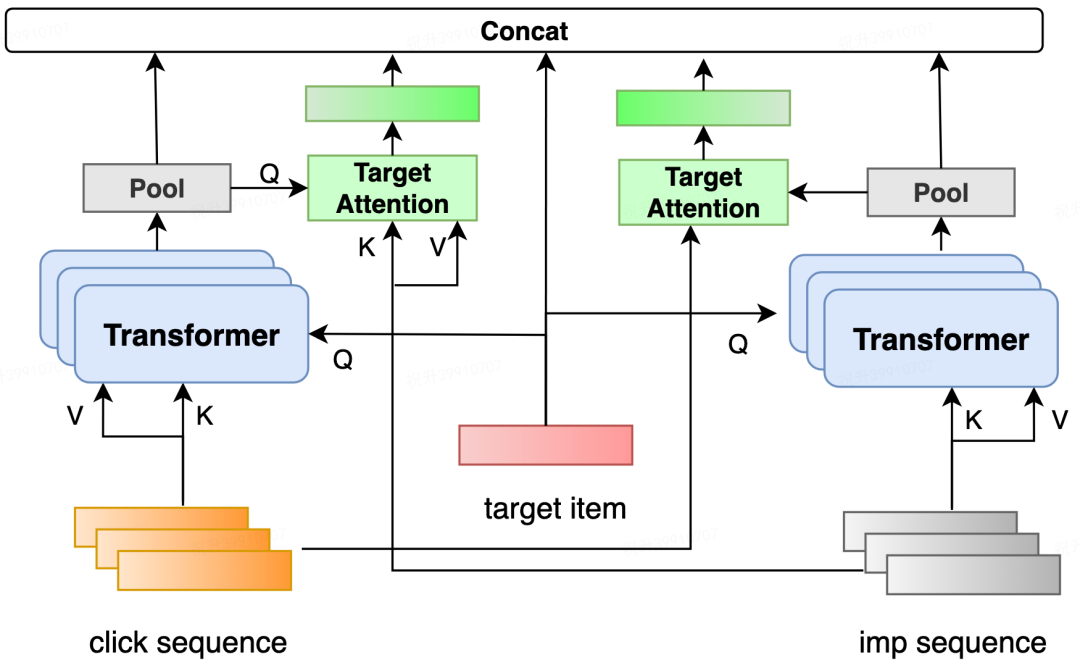 Concat
Q
Target
Attention
Target
Attention
Pool
Pool
K
V
Transformer
Q
Q
Transformer
V
K
K
V
target item
click sequence
imp sequence